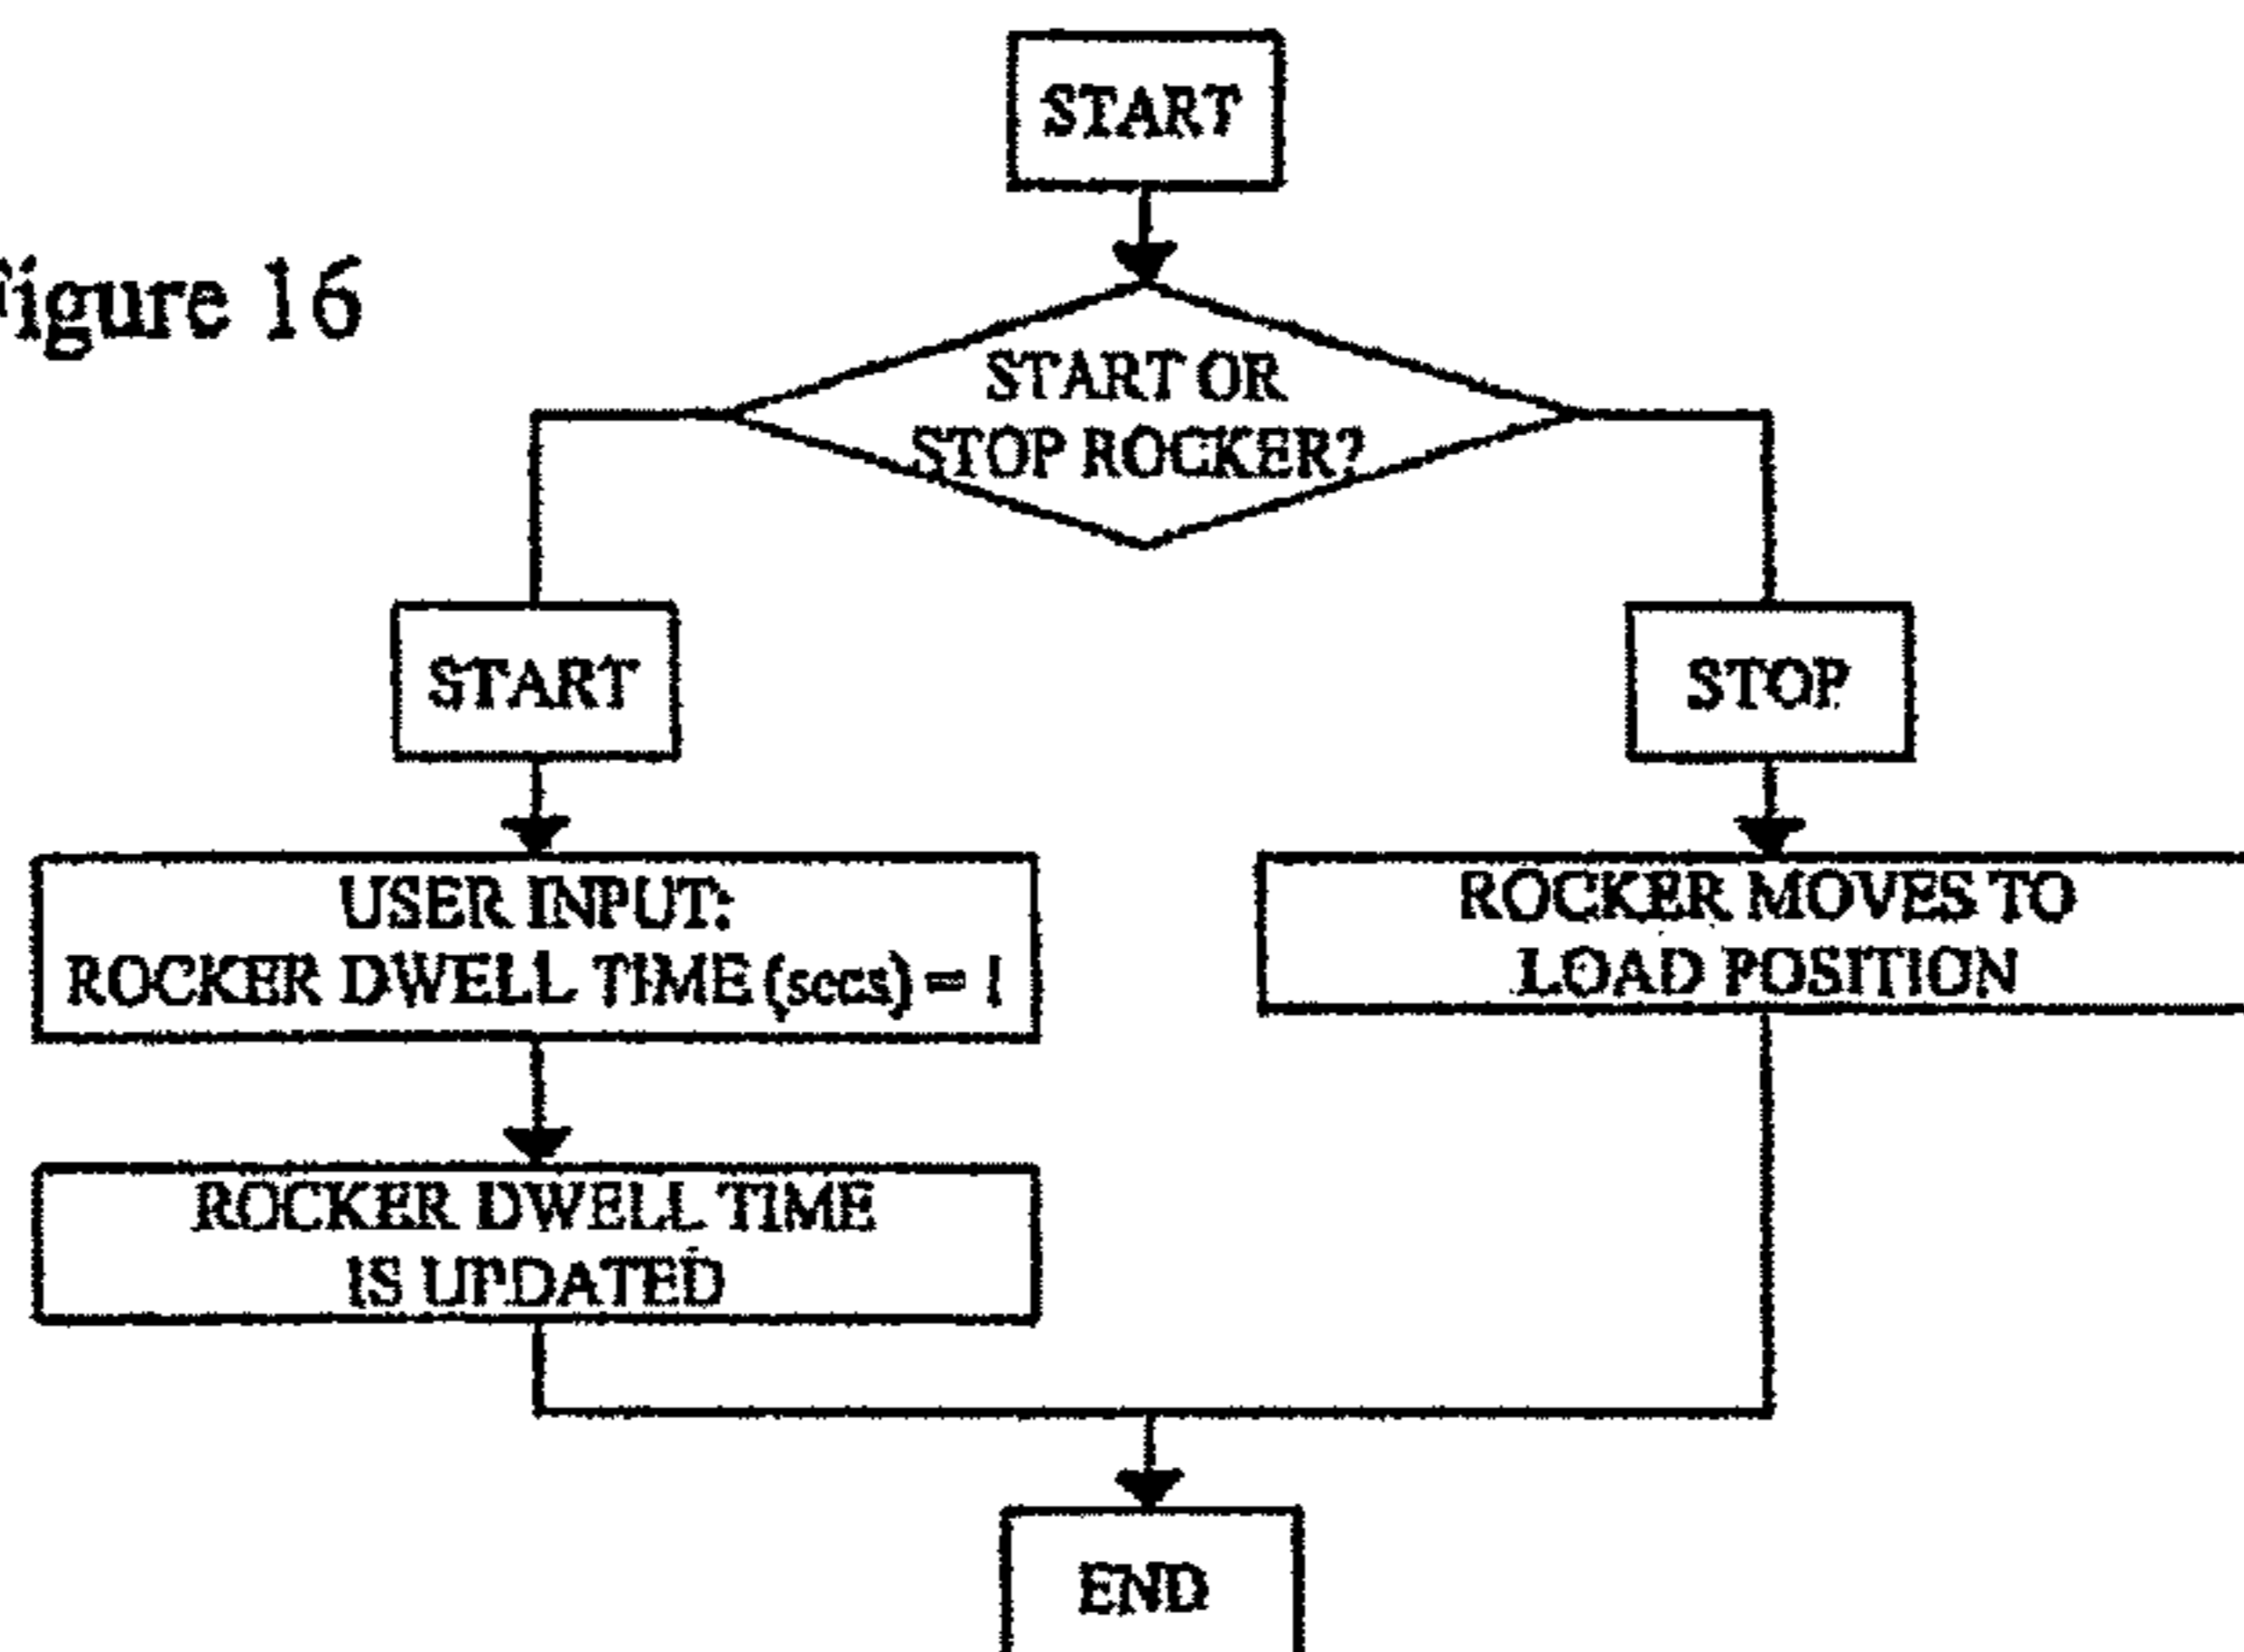 START
Figure 16
START OR
STOP ROCKER?
START
STOP
USER INPUT:
ROCKER DWELL TIME (secs) = 1
ROCKER MOVES TO
LOAD POSITION
ROCKER DWELL TIME
IS UPDATED
END